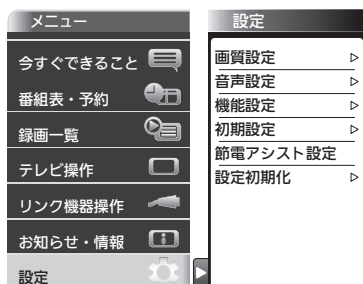 メニュー
今すぐできること
番組表・予約
録画一覧
テレビ操作
リンク機器操作
お知らせ・情報
設定
設定
画質設定
音声設定
機能設定
初期設定
節電アシスト設定
設定初期化